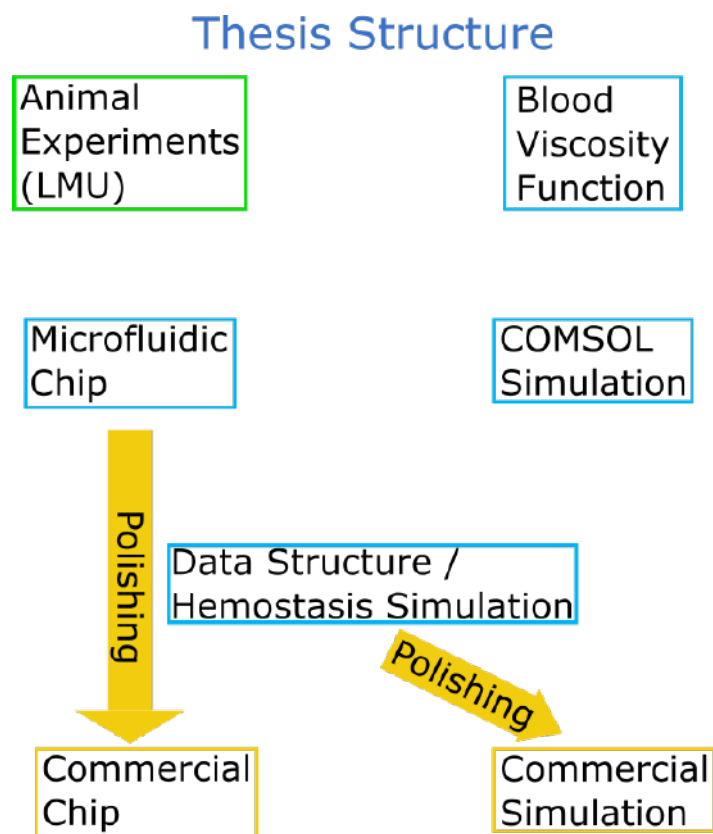 Thesis Structure
Animal
Experiments
(LMU)
Blood
Viscosity
Function
Microfluidic
Chip
COMSOL
Simulation
Polishing
Data Structure /
Hemostasis Simulation
Polishing
Commercial
Chip
Commercial
Simulation